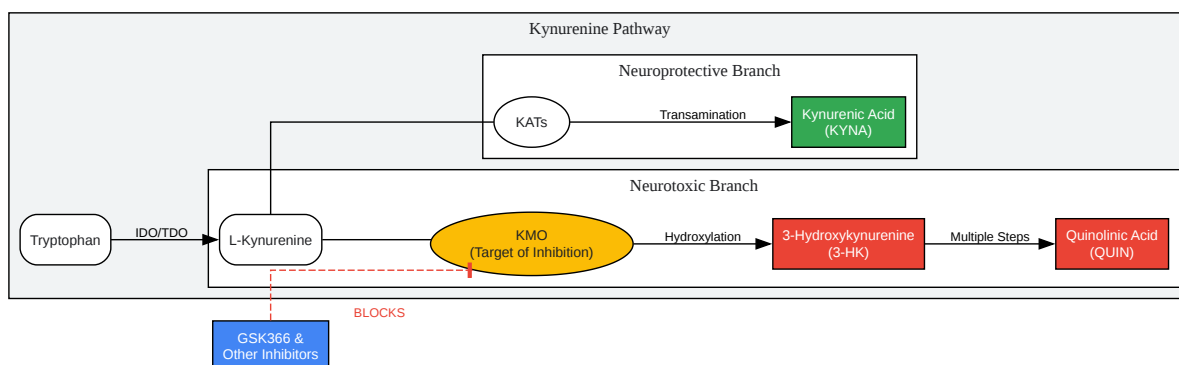 Kynurenine Pathway
Neuroprotective Branch
KATs
Transamination
Kynurenic Acid
(KYNA)
Neurotoxic Branch
Tryptophan
IDO/TDO
L-Kynurenine
KMO
(Target of Inhibition)
Hydroxylation
3-Hydroxykynurenine
(3-HK)
Multiple Steps
Quinolinic Acid
(QUIN)
BLOCKS
GSK366 &
Other Inhibitors